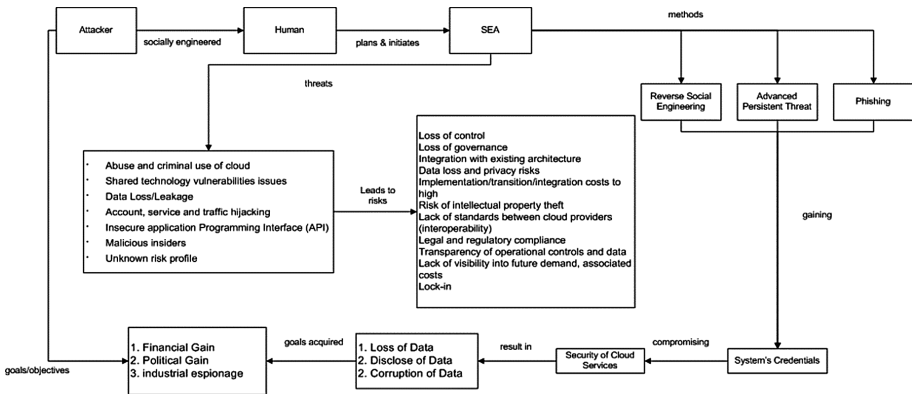 Attacker
socially engineered
Human
plans & initiates
SEA
methods
threats
Reverse Social
Engineering
Advanced
Persistent Threat
Phishing
· Abuse and criminal use of cloud
· Shared technology vulnerabilities issues
· Data Loss/Leakage
· Account, service and traffic hijacking
· Insecure application Programming Interface (API)
· Malicious insiders
· Unknown risk profile
Leads to
risks
Loss of control
Loss of governance
Integration with existing architecture
Data loss and privacy risks
Implementation/transition/integration costs to
high
Risk of intellectual property theft
Lack of standards between cloud providers
(interoperability)
Legal and regulatory compliance
Transparency of operational controls and data
Lack of visibility into future demand, associated
costs
Lock-in
gaining
goals/objectives
1. Financial Gain
2. Political Gain
3. industrial espionage
goals acquired
1. Loss of Data
2. Disclose of Data
2. Corruption of Data
result in
Security of Cloud
Services
compromising
System's Credentials